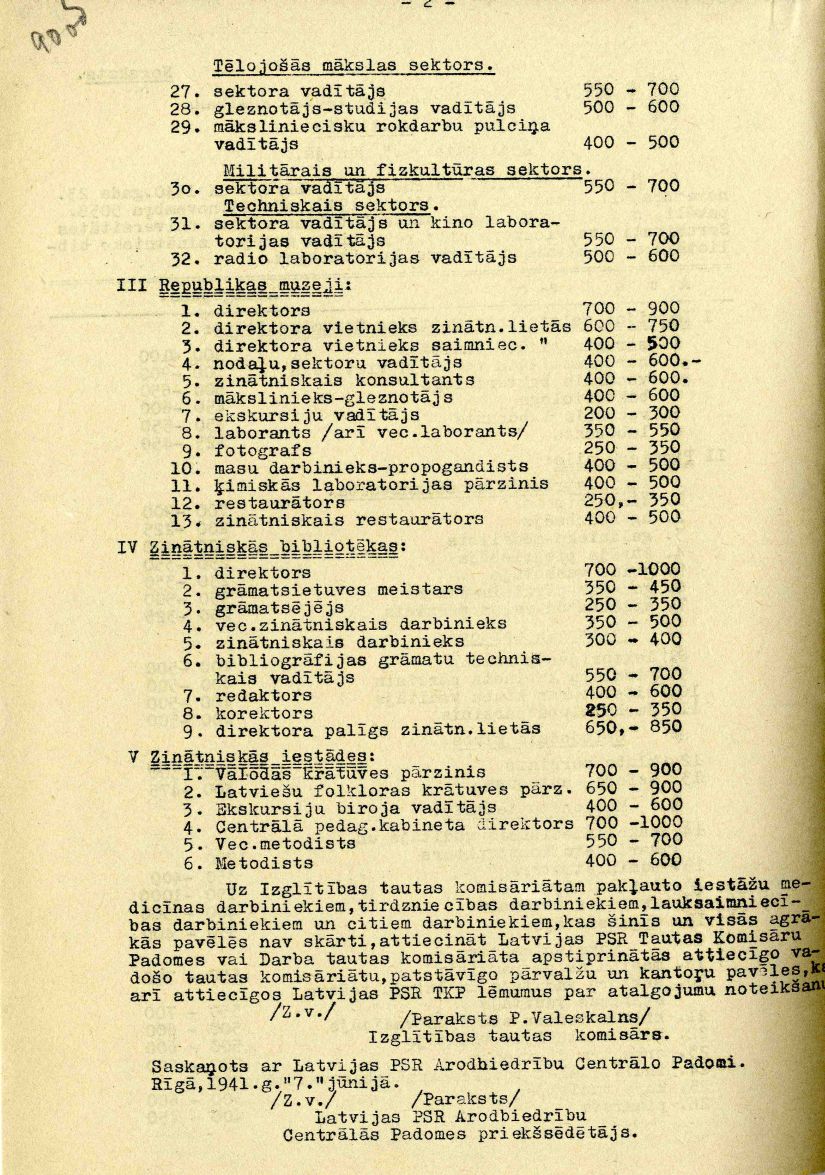 - 2 -
Tēlojošās mākslas sektors.
27. sektora vadītājs 550 - 700
28. gleznotājs-studijas vadītājs 500 - 600
29. māksliniecisku rokdarbu pulciņa
vadītājs 400 - 500
Militārais un fizkultūras sektors.
3o. sektora vadītājs 550 - 700
Techniskais sektors.
31. sektora vadītājs un kino labora-
torijas vadītājs 550 - 700
32. radio laboratorijas vadītājs 500 - 600
III Republikas muzeji:
1. direktors 700 - 900
2. direktora vietnieks zinātn.lietās 600 - 750
3. direktora vietnieks saimniec. " 400 - 500
4. nodaļu,sektoru vadītājs 400 - 600.-
5. zinātniskais konsultants 400 - 600.
6. mākslinieks-gleznotājs 400 - 600
7. ekskursiju vadītājs 200 - 300
8. laborants /arī vec.laborants/ 350 - 550
9. fotografs 250 - 350
10. masu darbinieks-propogandists 400 - 500
11. ķimiskās laboratorijas pārzinis 400 - 500
12. restaurātors 250,- 350
13. zinātniskais restaurātors 400 - 500
IV Zinātniskās bibliotēkas:
1. direktors 700 -1000
2. grāmatsietuves meistars 350 - 450
3. grāmatsējējs 250 - 350
4. vec.zinātniskais darbinieks 350 - 500
5. zinātniskais darbinieks 300 - 400
6. bibliogrāfijas grāmatu technis-
kais vadītājs 550 - 700
7. redaktors 400 - 600
8. korektors 250 - 350
9. direktora palīgs zinātn.lietās 650,- 850
V Zinātniskās iestādes:
1. Valodas krātuves pārzinis 700 - 900
2. Latviešu folkloras krātuves pārz. 650 - 900
3. Ekskursiju biroja vadītājs 400 - 600
4. Centrālā pedag.kabineta direktors 700 -1000
5. Vec.metodists 550 - 700
6. Metodists 400 - 600
Uz Izglītības tautas komisāriātam pakļauto iestāžu me-
dicīnas darbiniekiem,tirdzniecības darbiniekiem,lauksaimniecī-
bas darbiniekiem un citiem darbiniekiem,kas šinīs un visās agrā-
kās pavēlēs nav skārti,attiecināt Latvijas PSR Tautas Komisāru
Padomes vai Darba tautas komisāriāta apstiprinātās attiecīgo va-
došo tautas komisāriātu,patstāvīgo pārvalžu un kantoŗu pavēles,
arī attiecīgos Latvijas PSR TKP lēmumus par atalgojumu noteikšanu
/Z.v./ /Paraksts P.Valeskalns/
Izglītības tautas komisārs.
Saskaņots ar Latvijas PSR Arodbiedrību Centrālo Padomi.
Rīgā,1941.g."7."jūnijā.
/Z.v./ /Paraksts/
Latvijas PSR Arodbiedrību
Centrālās Padomes priekšsēdētājs.